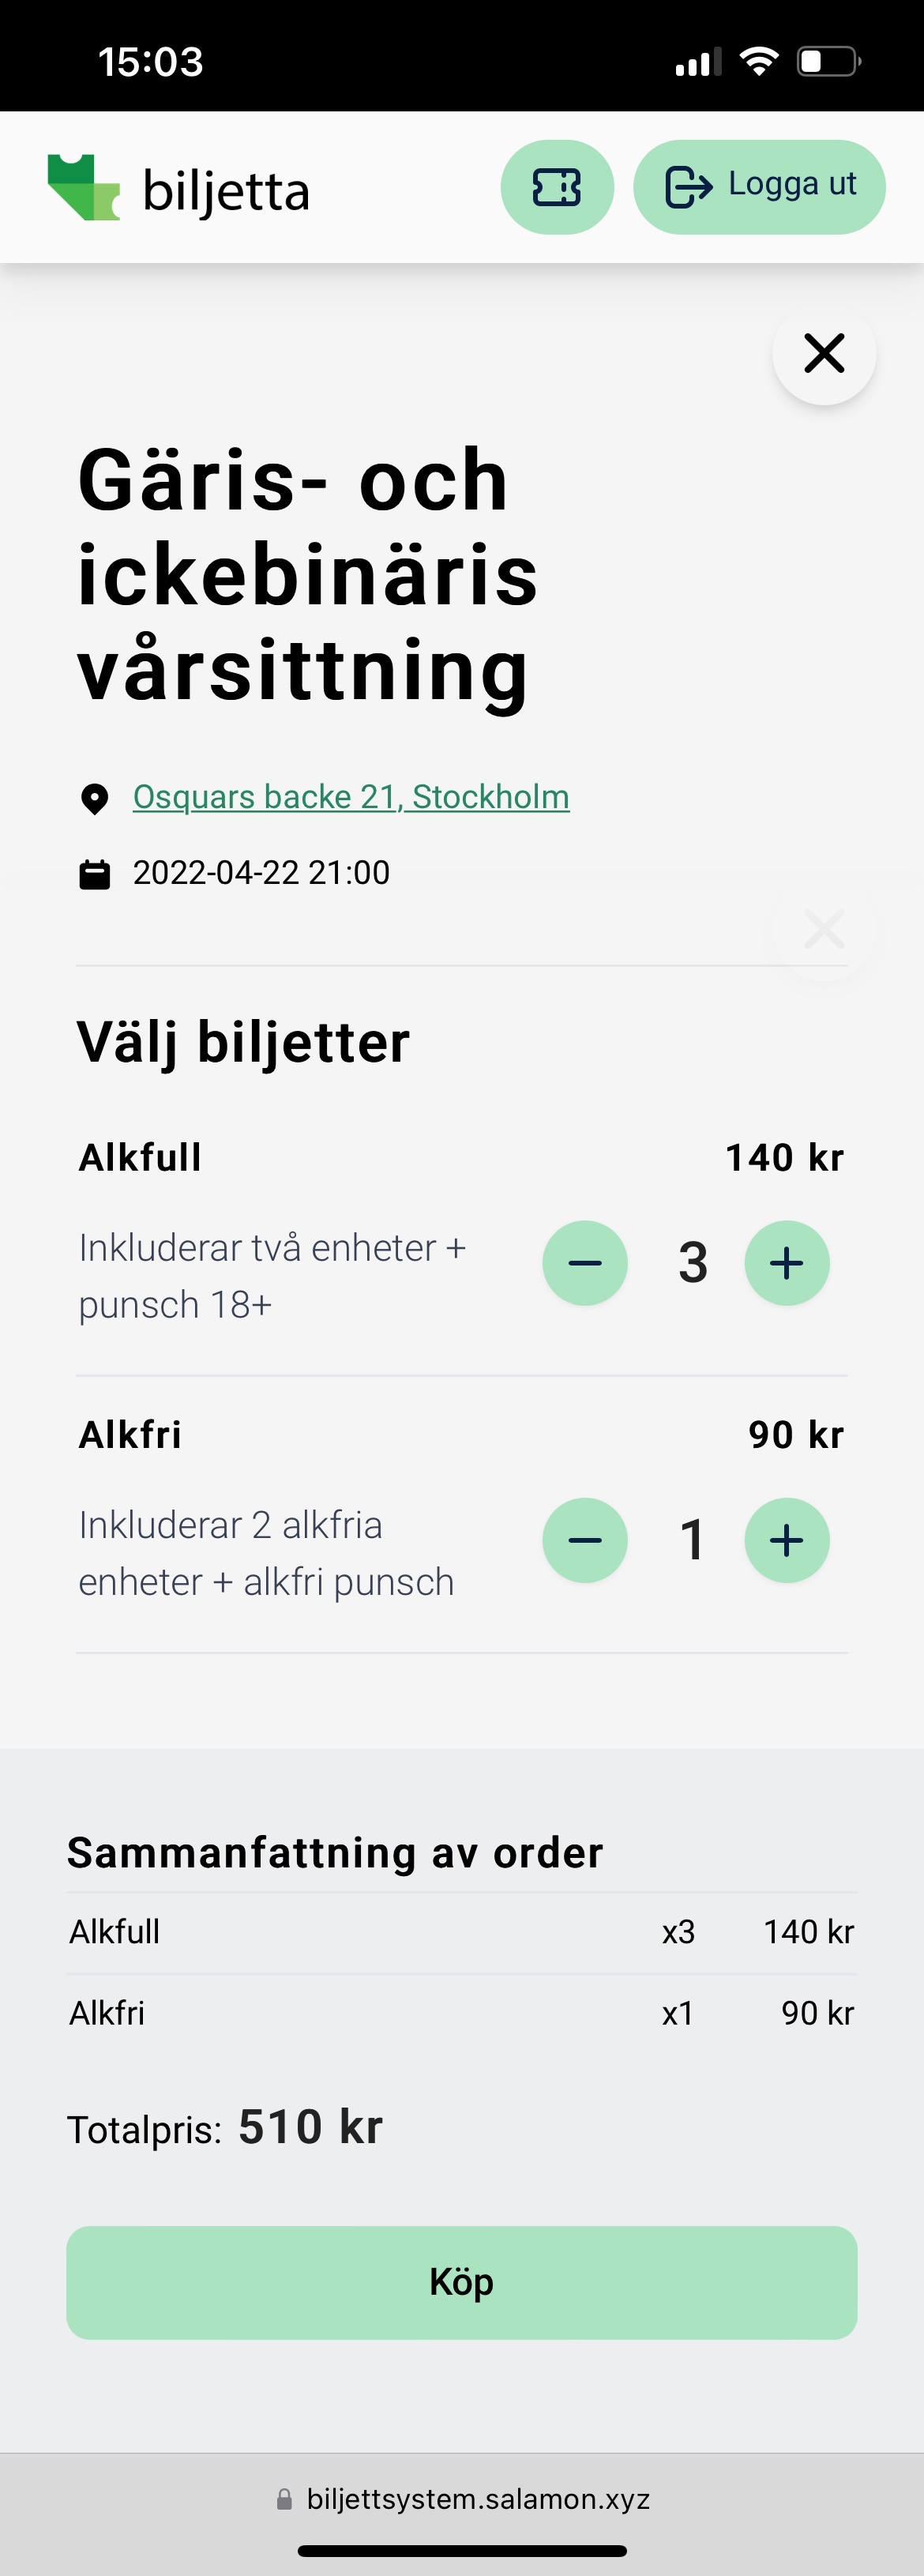 15:03
biljetta
Logga ut
Gäris- och
ickebinäris
vårsittning
Osquars backe 21, Stockholm
2022-04-22 21:00
Välj biljetter
Alkfull 140 kr
Inkluderar två enheter +
punsch 18+
3
Alkfri 90 kr
Inkluderar 2 alkfria
enheter + alkfri punsch
1
Sammanfattning av order
Alkfull x3 140 kr
Alkfri x1 90 kr
Totalpris: 510 kr
Köp
biljettsystem.salamon.xyz